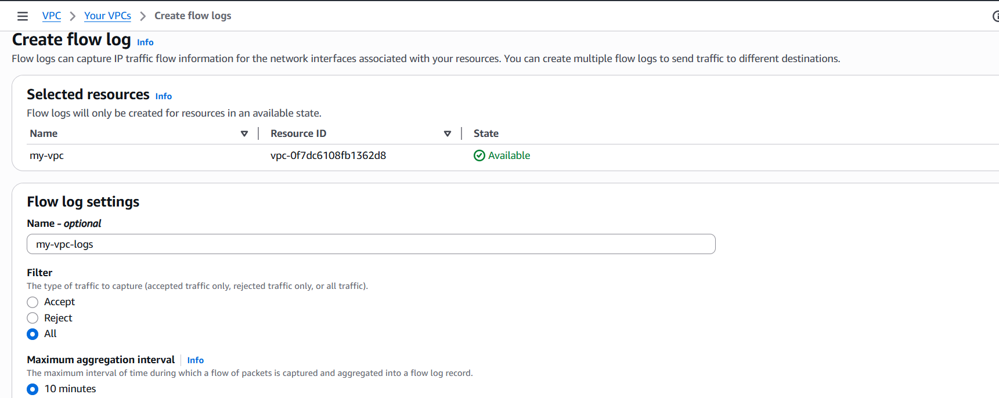 VPC > Your VPCs > Create flow logs
Create flow log Info
Flow logs can capture IP traffic flow information for the network interfaces associated with your resources. You can create multiple flow logs to send traffic to different destinations.
Selected resources Info
Flow logs will only be created for resources in an available state.
Name Resource ID State
my-vpc vpc-0f7dc6108fb1362d8 Available
Flow log settings
Name - optional
my-vpc-logs
Filter
The type of traffic to capture (accepted traffic only, rejected traffic only, or all traffic).
Accept
Reject
All
Maximum aggregation interval Info
The maximum interval of time during which a flow of packets is captured and aggregated into a flow log record.
10 minutes